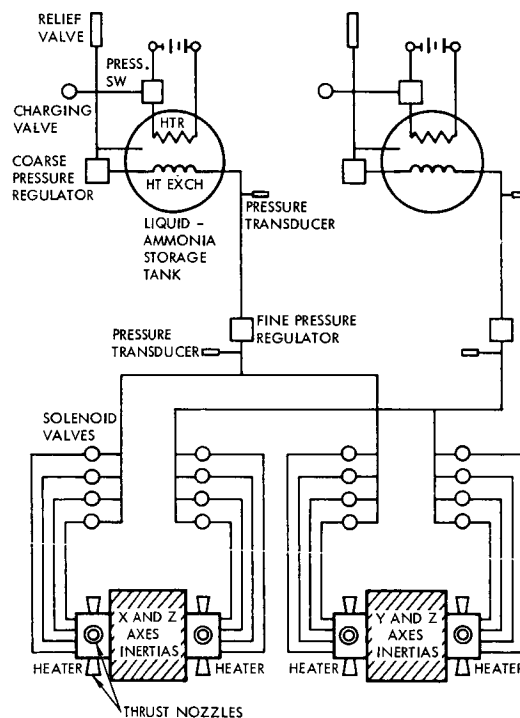 RELIEF
VALVE
PRESS.
SW
CHARGING
VALVE
HTR
COARSE
PRESSURE
REGULATOR
HT EXCH
LIQUID –
AMMONIA
STORAGE
TANK
PRESSURE
TRANSDUCER
FINE PRESSURE
REGULATOR
PRESSURE
TRANSDUCER
SOLENOID
VALVES
X AND Z
AXES
INERTIAS
Y AND Z
AXES
INERTIAS
HEATER
HEATER
HEATER
HEATER
THRUST NOZZLES